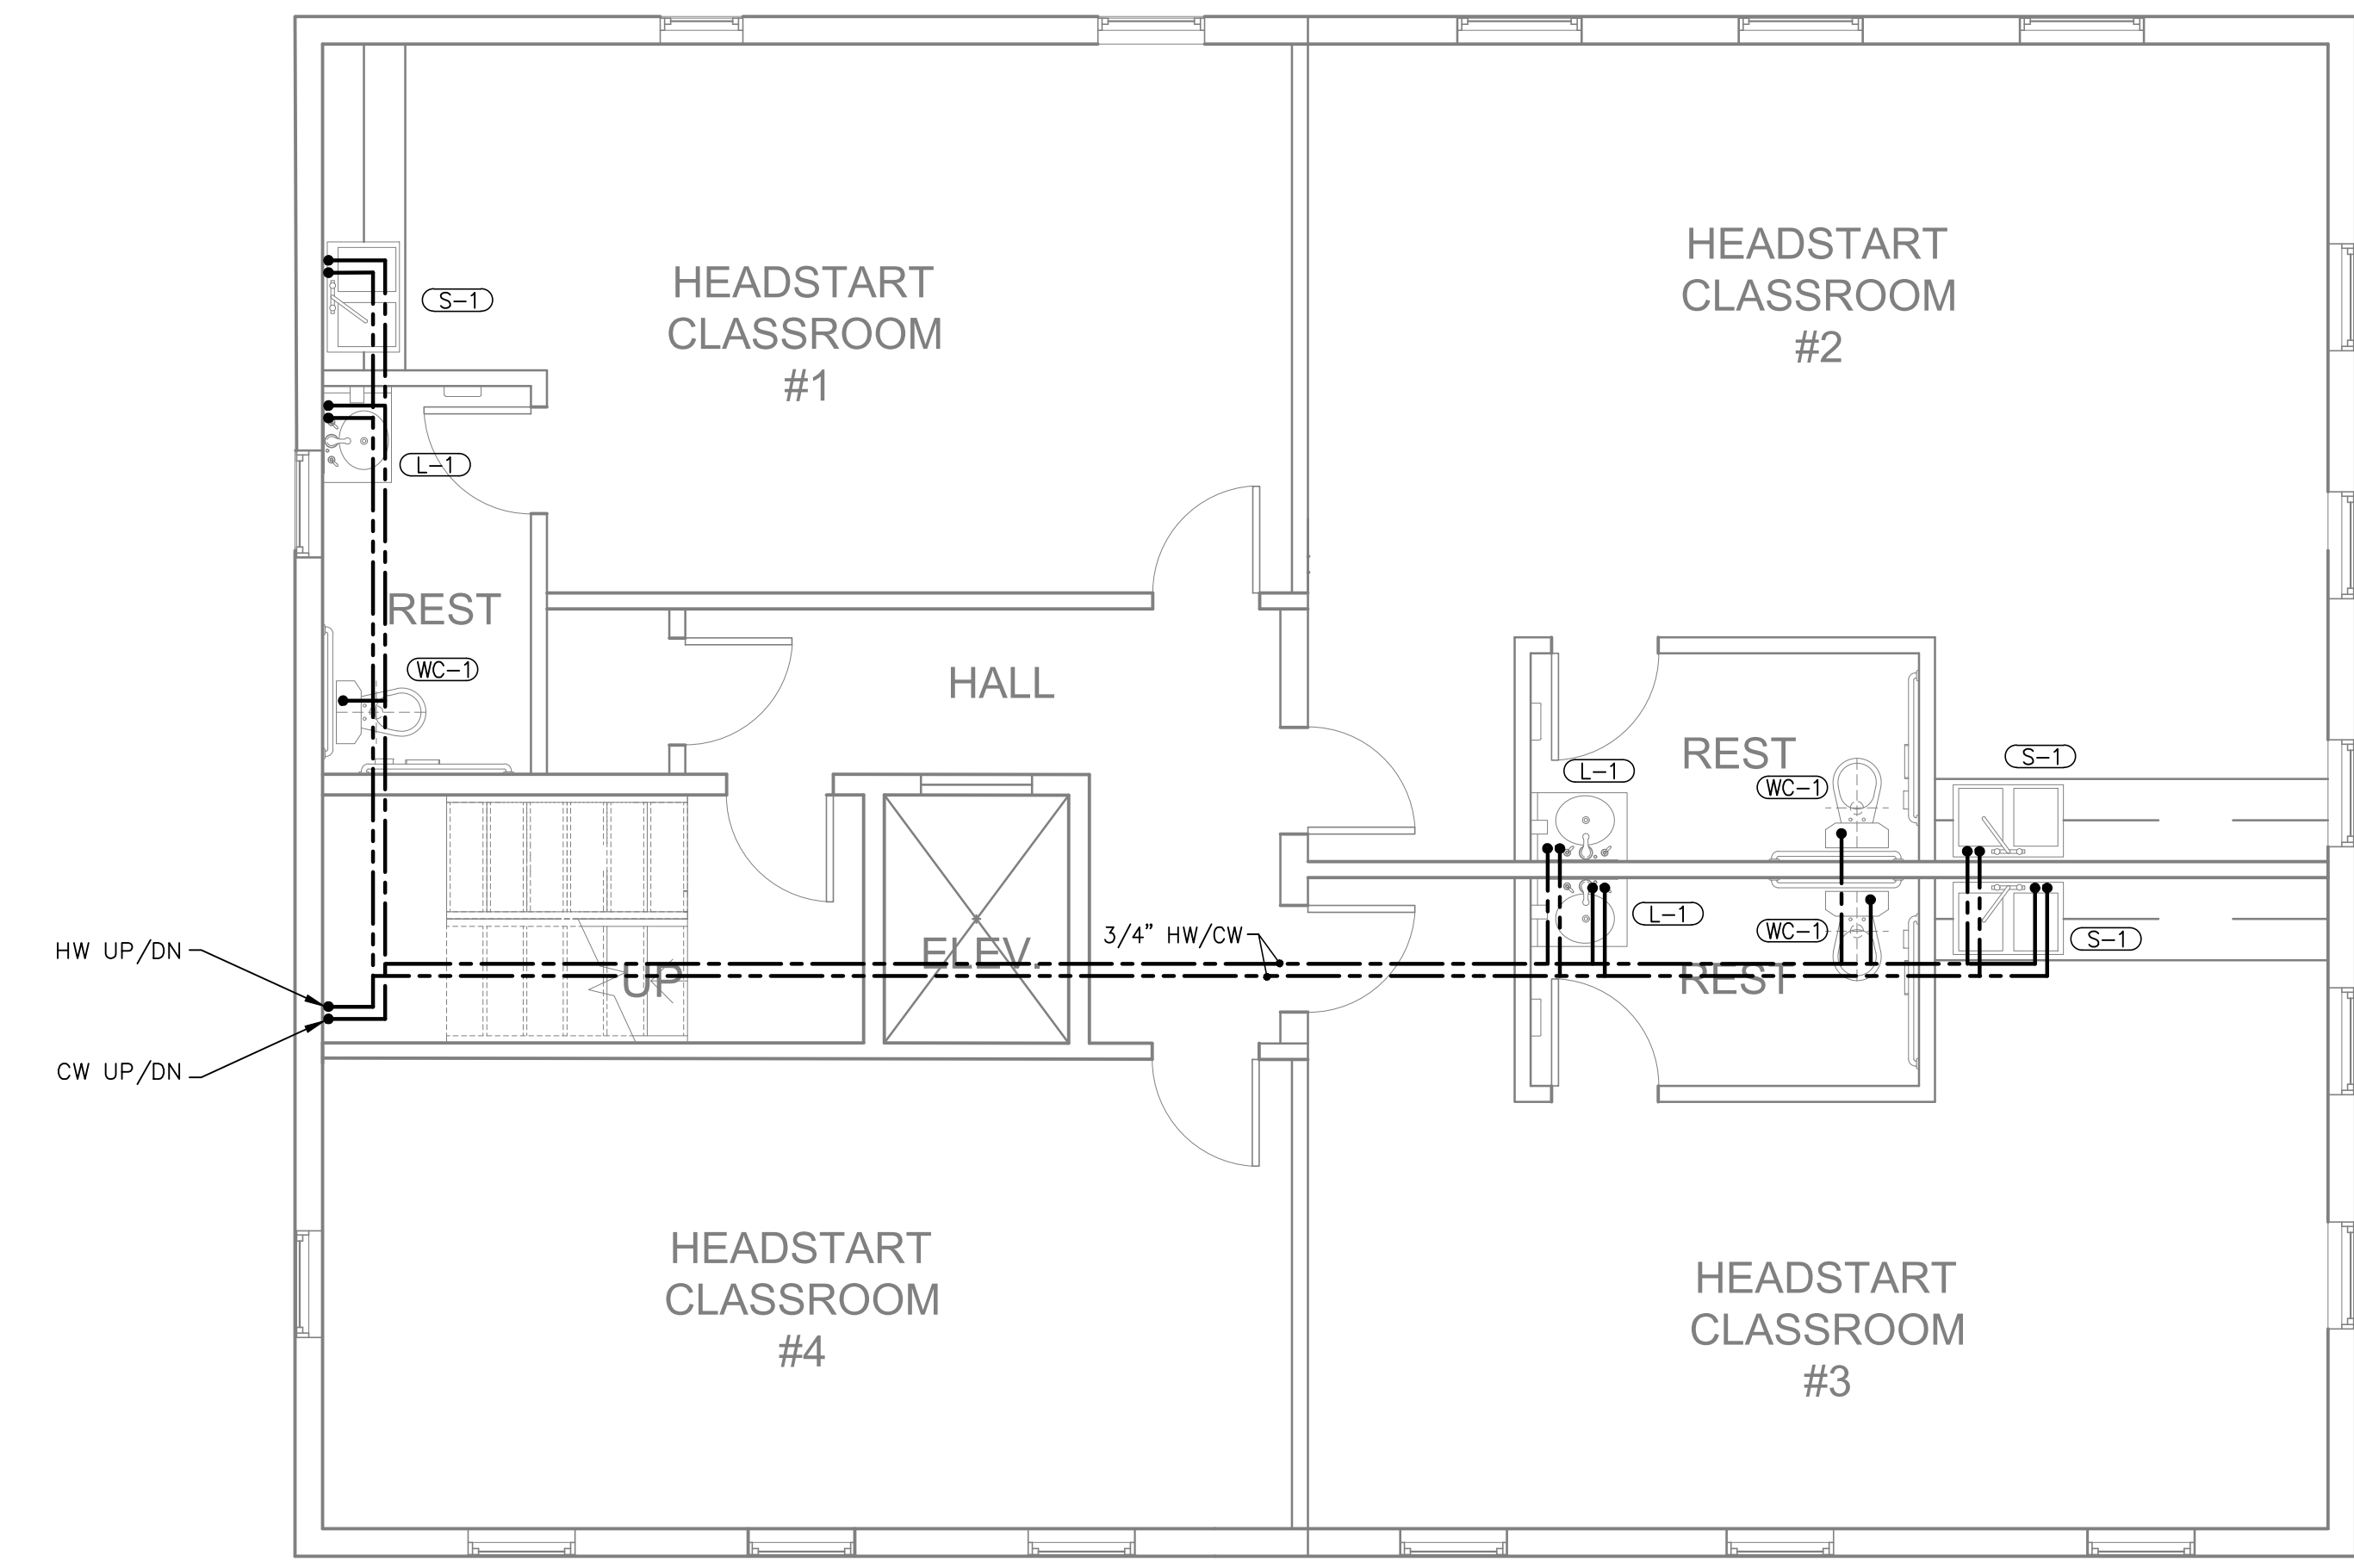 HEADSTART
CLASSROOM
#2
HEADSTART
CLASSROOM
#1
S-1
L-1
REST
WC-1
HALL
REST
S-1
L-1
WC-1
L-1
WC-1
S-1
3/4" HW/CW
ELEV.
UP
REST
HW UP/DN
CW UP/DN
HEADSTART
CLASSROOM
#4
HEADSTART
CLASSROOM
#3